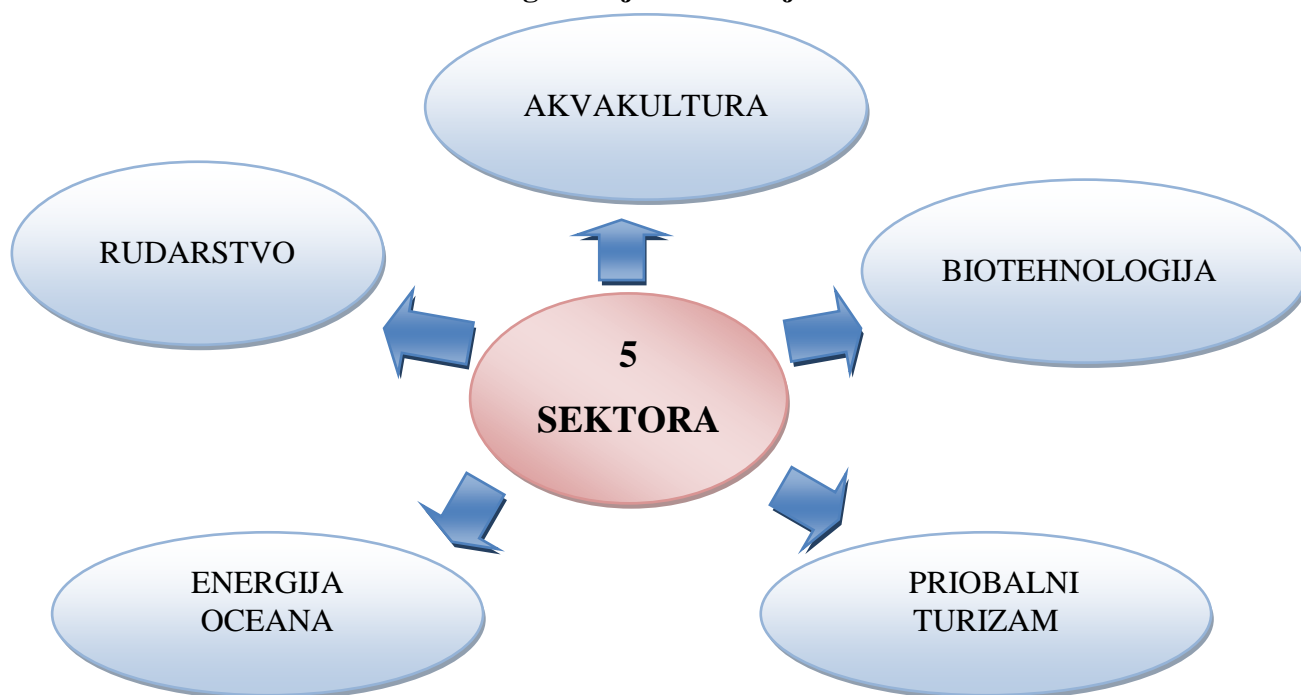 AKVAKULTURA
RUDARSTVO
BIOTEHNOLOGIJA
5
SEKTORA
ENERGIJA
OCEANA
PRIOBALNI
TURIZAM